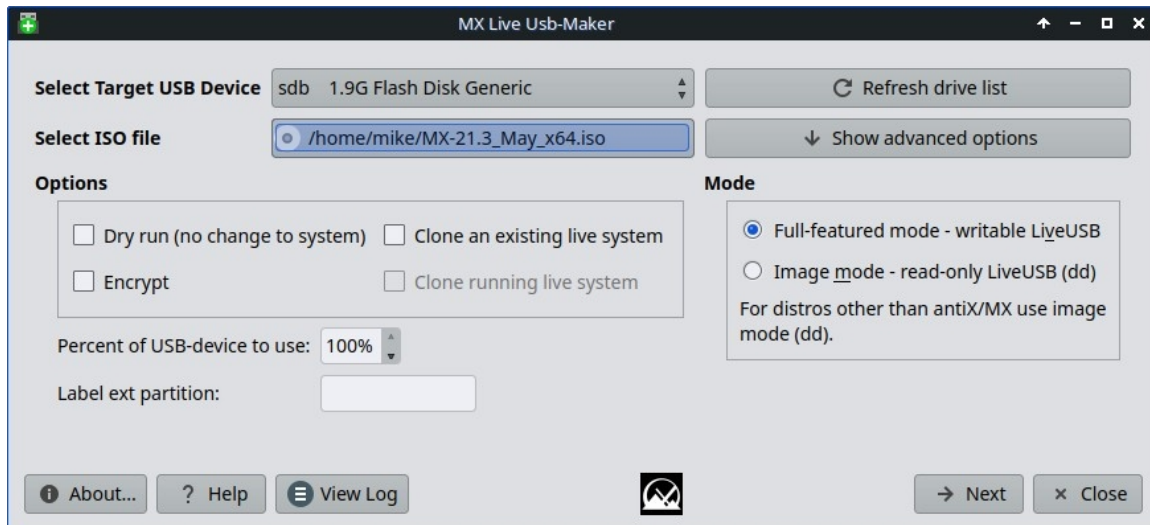 MX Live Usb-Maker
Select Target USB Device sdb 1.9G Flash Disk Generic Refresh drive list
Select ISO file /home/mike/MX-21.3_May_x64.iso Show advanced options
Options Mode
Dry run (no change to system) Clone an existing live system Full-featured mode - writable LiveUSB
Encrypt Clone running live system Image mode - read-only LiveUSB (dd)
For distros other than antiX/MX use image
mode (dd).
Percent of USB-device to use: 100%
Label ext partition:
About... ? Help View Log Next Close